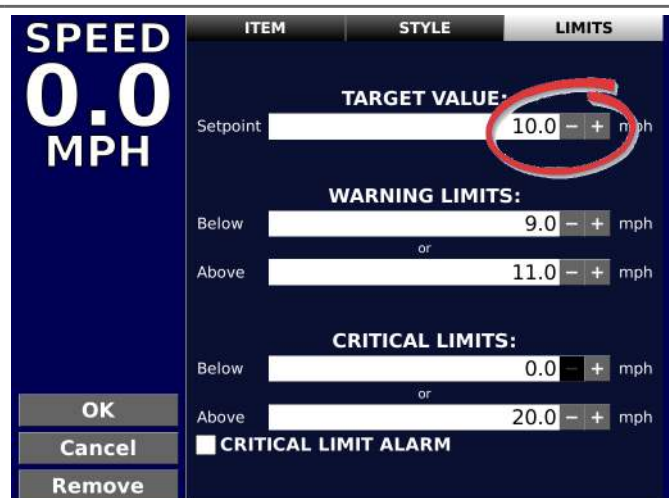 SPEED
0.0
MPH
ITEM STYLE LIMITS
TARGET VALUE:
Setpoint 10.0 - + mph
WARNING LIMITS:
Below 9.0 - + mph
or
Above 11.0 - + mph
CRITICAL LIMITS:
Below 0.0 - + mph
or
Above 20.0 - + mph
CRITICAL LIMIT ALARM
OK
Cancel
Remove